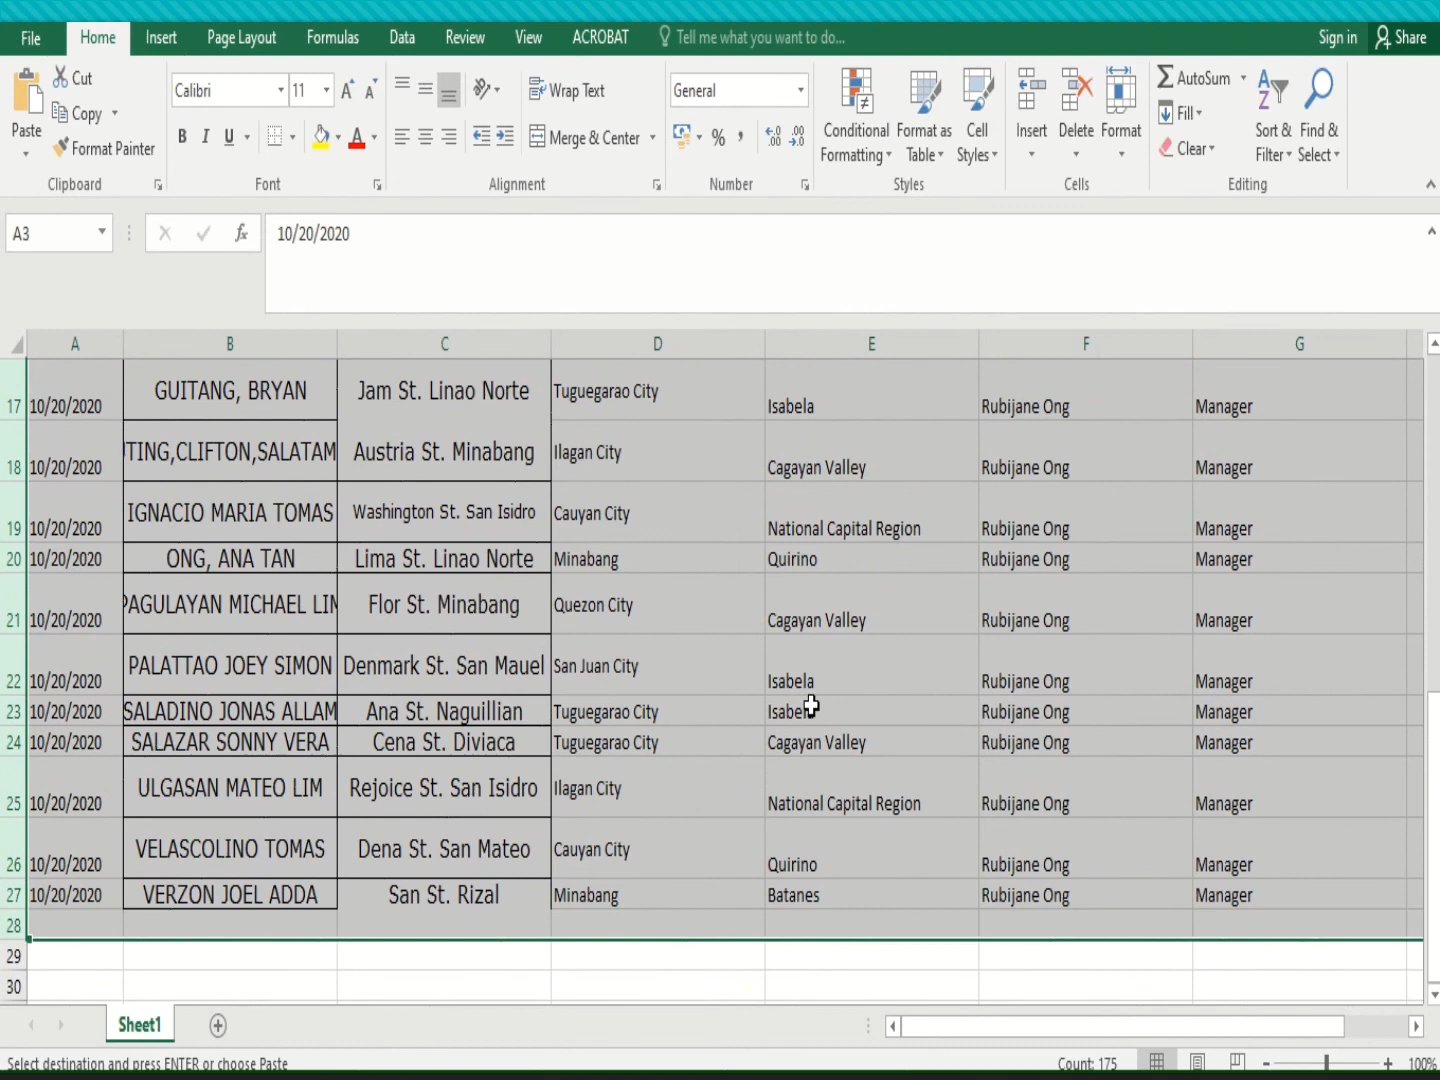 File Home Insert Page Layout Formulas Data Review View ACROBAT Tell me what you want to do... Sign in Share
Paste
Cut
Copy
Format Painter
Clipboard
Calibri 11
B I U
Font
Wrap Text
Merge & Center
Alignment
General
% ,
Number
Conditional Formatting
Format as Table
Cell Styles
Styles
Insert Delete Format
Cells
AutoSum
Fill
Clear
Sort & Filter
Find & Select
Editing
A3 fx 10/20/2020
A B C D E F G
17 10/20/2020 GUITANG, BRYAN Jam St. Linao Norte Tuguegarao City Isabela Rubijane Ong Manager
18 10/20/2020 TING,CLIFTON,SALATAM Austria St. Minabang Ilagan City Cagayan Valley Rubijane Ong Manager
19 10/20/2020 IGNACIO MARIA TOMAS Washington St. San Isidro Cauyan City National Capital Region Rubijane Ong Manager
20 10/20/2020 ONG, ANA TAN Lima St. Linao Norte Minabang Quirino Rubijane Ong Manager
21 10/20/2020 PAGULAYAN MICHAEL LIM Flor St. Minabang Quezon City Cagayan Valley Rubijane Ong Manager
22 10/20/2020 PALATTAO JOEY SIMON Denmark St. San Mauel San Juan City Isabela Rubijane Ong Manager
23 10/20/2020 SALADINO JONAS ALLAM Ana St. Naguillian Tuguegarao City Isabela Rubijane Ong Manager
24 10/20/2020 SALAZAR SONNY VERA Cena St. Diviaca Tuguegarao City Cagayan Valley Rubijane Ong Manager
25 10/20/2020 ULGASAN MATEO LIM Rejoice St. San Isidro Ilagan City National Capital Region Rubijane Ong Manager
26 10/20/2020 VELASCOLINO TOMAS Dena St. San Mateo Cauyan City Quirino Rubijane Ong Manager
27 10/20/2020 VERZON JOEL ADDA San St. Rizal Minabang Batanes Rubijane Ong Manager
28
29
30
Sheet1
Select destination and press ENTER or choose Paste Count: 175 100%